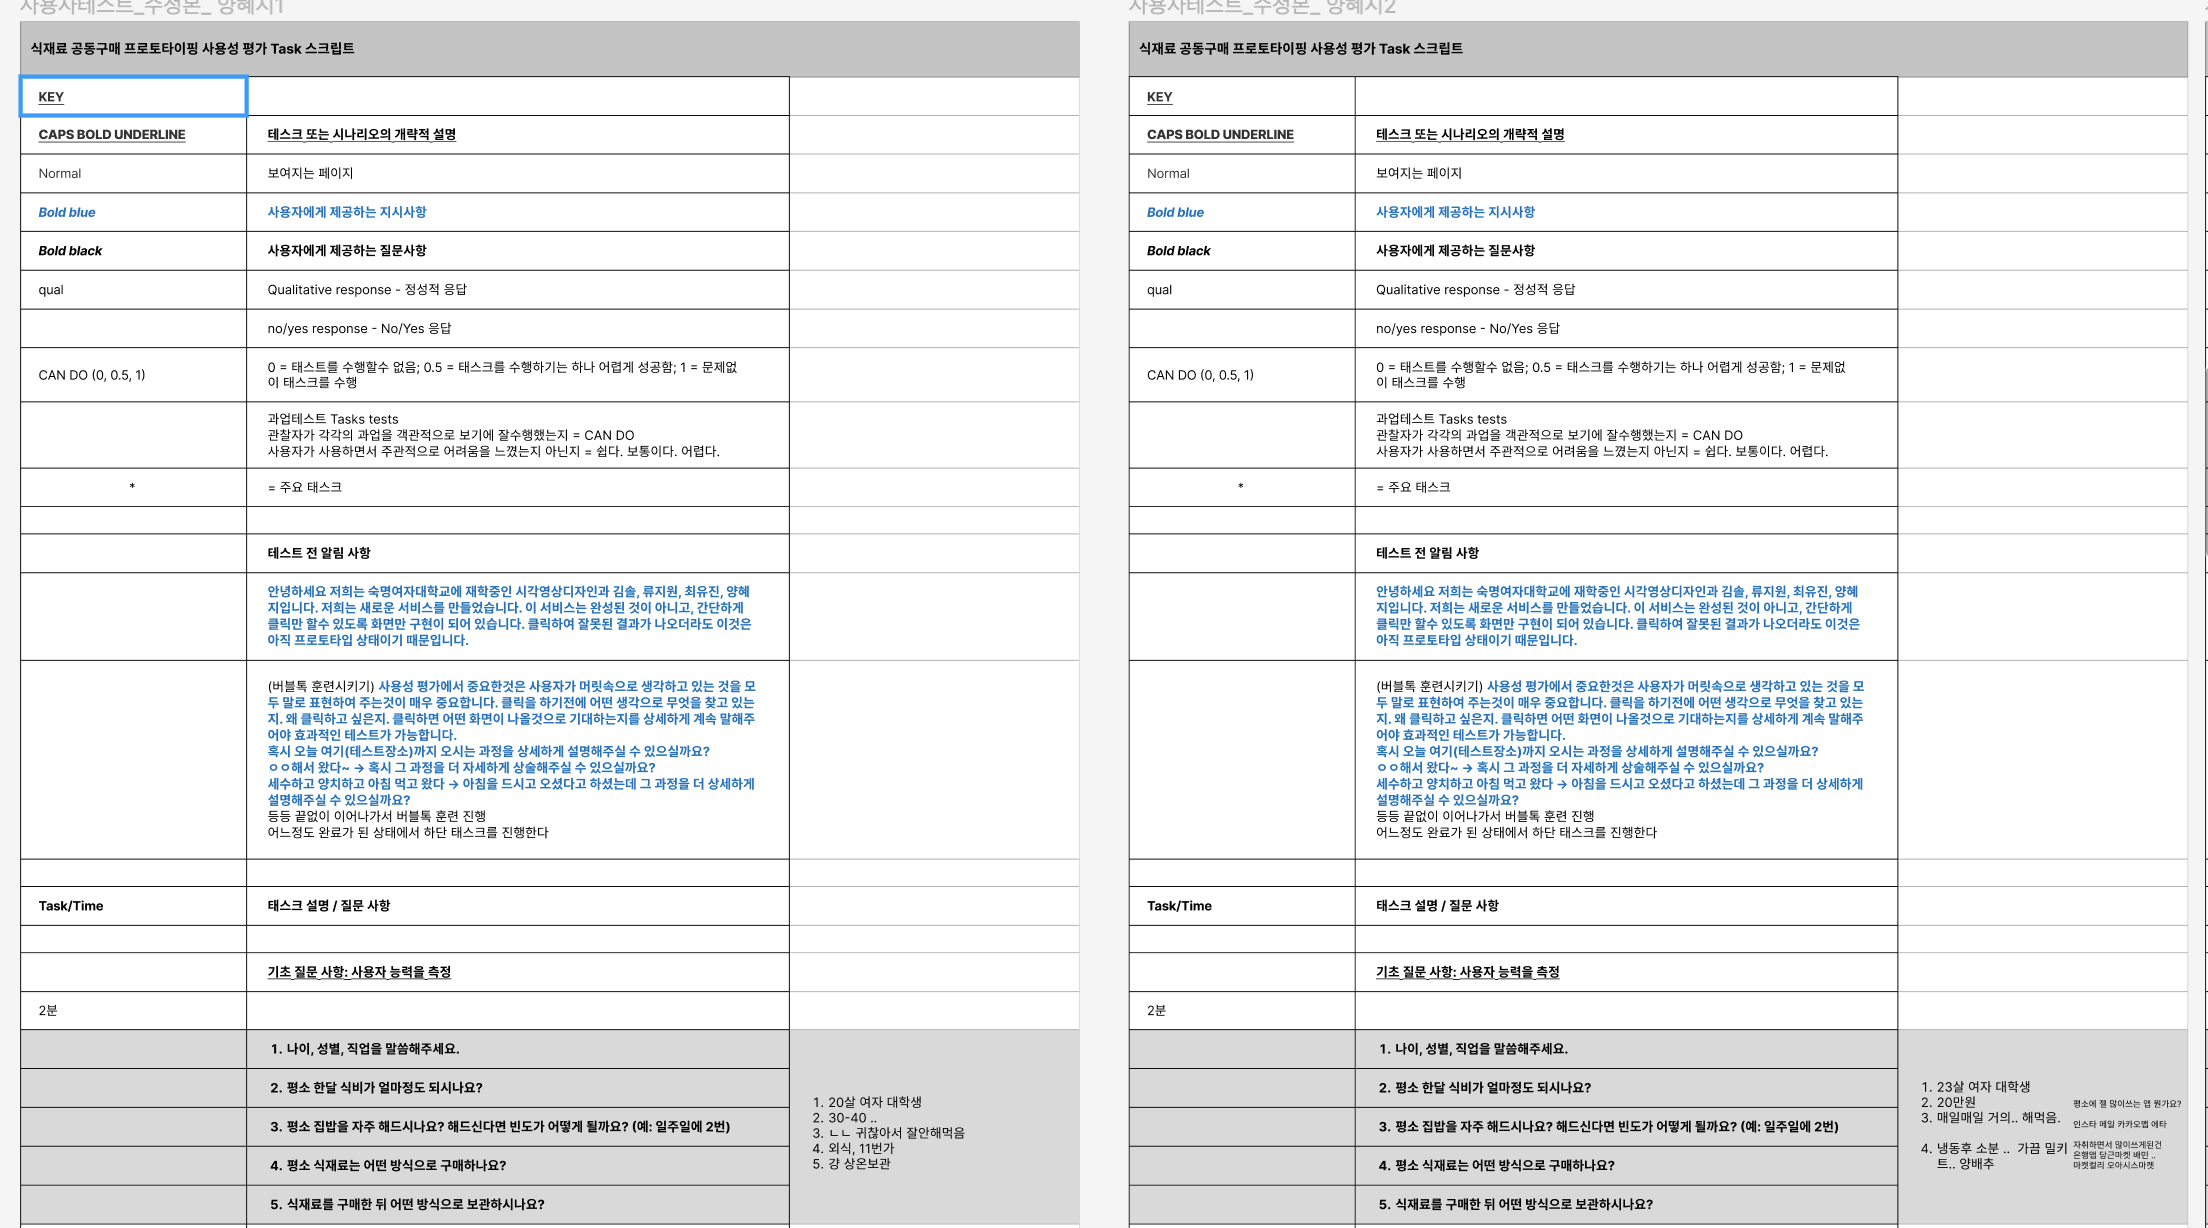 사용자테스트_수정본_ 양혜지1
식재료 공동구매 프로토타이핑 사용성 평가 Task 스크립트
KEY
CAPS BOLD UNDERLINE
테스크 또는 시나리오의 개략적 설명
Normal
보여지는 페이지
Bold blue
사용자에게 제공하는 지시사항
Bold black
사용자에게 제공하는 질문사항
qual
Qualitative response - 정성적 응답
no/yes response - No/Yes 응답
CAN DO (0, 0.5, 1)
0 = 태스트를 수행할수 없음; 0.5 = 태스크를 수행하기는 하나 어렵게 성공함; 1 = 문제없
이 태스크를 수행
과업테스트 Tasks tests
관찰자가 각각의 과업을 객관적으로 보기에 잘수행했는지 = CAN DO
사용자가 사용하면서 주관적으로 어려움을 느꼈는지 아닌지 = 쉽다. 보통이다. 어렵다.
*
= 주요 태스크
테스트 전 알림 사항
안녕하세요 저희는 숙명여자대학교에 재학중인 시각영상디자인과 김솔, 류지원, 최유진, 양혜
지입니다. 저희는 새로운 서비스를 만들었습니다. 이 서비스는 완성된 것이 아니고, 간단하게
클릭만 할수 있도록 화면만 구현이 되어 있습니다. 클릭하여 잘못된 결과가 나오더라도 이것은
아직 프로토타입 상태이기 때문입니다.
(버블톡 훈련시키기) 사용성 평가에서 중요한것은 사용자가 머릿속으로 생각하고 있는 것을 모
두 말로 표현하여 주는것이 매우 중요합니다. 클릭을 하기전에 어떤 생각으로 무엇을 찾고 있는
지. 왜 클릭하고 싶은지. 클릭하면 어떤 화면이 나올것으로 기대하는지를 상세하게 계속 말해주
어야 효과적인 테스트가 가능합니다.
혹시 오늘 여기(테스트장소)까지 오시는 과정을 상세하게 설명해주실 수 있으실까요?
ㅇㅇ해서 왔다~ → 혹시 그 과정을 더 자세하게 상술해주실 수 있으실까요?
세수하고 양치하고 아침 먹고 왔다 → 아침을 드시고 오셨다고 하셨는데 그 과정을 더 상세하게
설명해주실 수 있으실까요?
등등 끝없이 이어나가서 버블톡 훈련 진행
어느정도 완료가 된 상태에서 하단 태스크를 진행한다
Task/Time
태스크 설명 / 질문 사항
기초 질문 사항: 사용자 능력을 측정
2분
1. 나이, 성별, 직업을 말씀해주세요.
2. 평소 한달 식비가 얼마정도 되시나요?
3. 평소 집밥을 자주 해드시나요? 해드신다면 빈도가 어떻게 될까요? (예: 일주일에 2번)
4. 평소 식재료는 어떤 방식으로 구매하나요?
5. 식재료를 구매한 뒤 어떤 방식으로 보관하시나요?
1. 20살 여자 대학생
2. 30-40 ..
3. ㄴㄴ 귀찮아서 잘안해먹음
4. 외식, 11번가
5. 걍 상온보관
사용자테스트_수정본_ 양혜지2
식재료 공동구매 프로토타이핑 사용성 평가 Task 스크립트
KEY
CAPS BOLD UNDERLINE
테스크 또는 시나리오의 개략적 설명
Normal
보여지는 페이지
Bold blue
사용자에게 제공하는 지시사항
Bold black
사용자에게 제공하는 질문사항
qual
Qualitative response - 정성적 응답
no/yes response - No/Yes 응답
CAN DO (0, 0.5, 1)
0 = 태스트를 수행할수 없음; 0.5 = 태스크를 수행하기는 하나 어렵게 성공함; 1 = 문제없
이 태스크를 수행
과업테스트 Tasks tests
관찰자가 각각의 과업을 객관적으로 보기에 잘수행했는지 = CAN DO
사용자가 사용하면서 주관적으로 어려움을 느꼈는지 아닌지 = 쉽다. 보통이다. 어렵다.
*
= 주요 태스크
테스트 전 알림 사항
안녕하세요 저희는 숙명여자대학교에 재학중인 시각영상디자인과 김솔, 류지원, 최유진, 양혜
지입니다. 저희는 새로운 서비스를 만들었습니다. 이 서비스는 완성된 것이 아니고, 간단하게
클릭만 할수 있도록 화면만 구현이 되어 있습니다. 클릭하여 잘못된 결과가 나오더라도 이것은
아직 프로토타입 상태이기 때문입니다.
(버블톡 훈련시키기) 사용성 평가에서 중요한것은 사용자가 머릿속으로 생각하고 있는 것을 모
두 말로 표현하여 주는것이 매우 중요합니다. 클릭을 하기전에 어떤 생각으로 무엇을 찾고 있는
지. 왜 클릭하고 싶은지. 클릭하면 어떤 화면이 나올것으로 기대하는지를 상세하게 계속 말해주
어야 효과적인 테스트가 가능합니다.
혹시 오늘 여기(테스트장소)까지 오시는 과정을 상세하게 설명해주실 수 있으실까요?
ㅇㅇ해서 왔다~ → 혹시 그 과정을 더 자세하게 상술해주실 수 있으실까요?
세수하고 양치하고 아침 먹고 왔다 → 아침을 드시고 오셨다고 하셨는데 그 과정을 더 상세하게
설명해주실 수 있으실까요?
등등 끝없이 이어나가서 버블톡 훈련 진행
어느정도 완료가 된 상태에서 하단 태스크를 진행한다
Task/Time
태스크 설명 / 질문 사항
기초 질문 사항: 사용자 능력을 측정
2분
1. 나이, 성별, 직업을 말씀해주세요.
2. 평소 한달 식비가 얼마정도 되시나요?
3. 평소 집밥을 자주 해드시나요? 해드신다면 빈도가 어떻게 될까요? (예: 일주일에 2번)
4. 평소 식재료는 어떤 방식으로 구매하나요?
5. 식재료를 구매한 뒤 어떤 방식으로 보관하시나요?
1. 23살 여자 대학생
2. 20만원
3. 매일매일 거의.. 해먹음.
4. 냉동후 소분 .. 가끔 밀키
트.. 양배추
평소에 젤 많이쓰는 앱 뭔가요?
인스타 메일 카카오맵 에타
자취하면서 많이쓰게된건
은행앱 당근마켓 배민 ..
마켓컬리 오아시스마켓